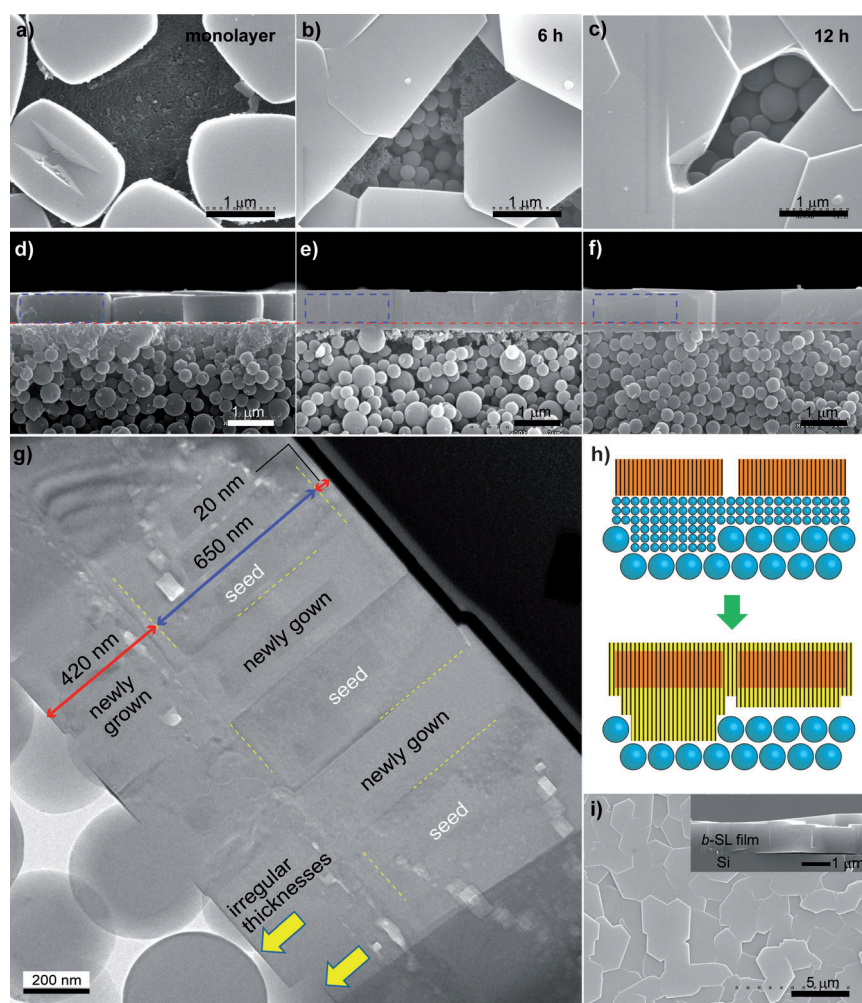 a)
monolayer
1 μm
b)
6 h
1 μm
c)
12 h
1 μm
d)
1 μm
e)
1 μm
f)
1 μm
g)
20 nm
650 nm
seed
newly gown
420 nm
newly
grown
seed
newly gown
seed
irregular
thicknesses
200 nm
h)
i)
b-SL film
Si
1 μm
5 μm